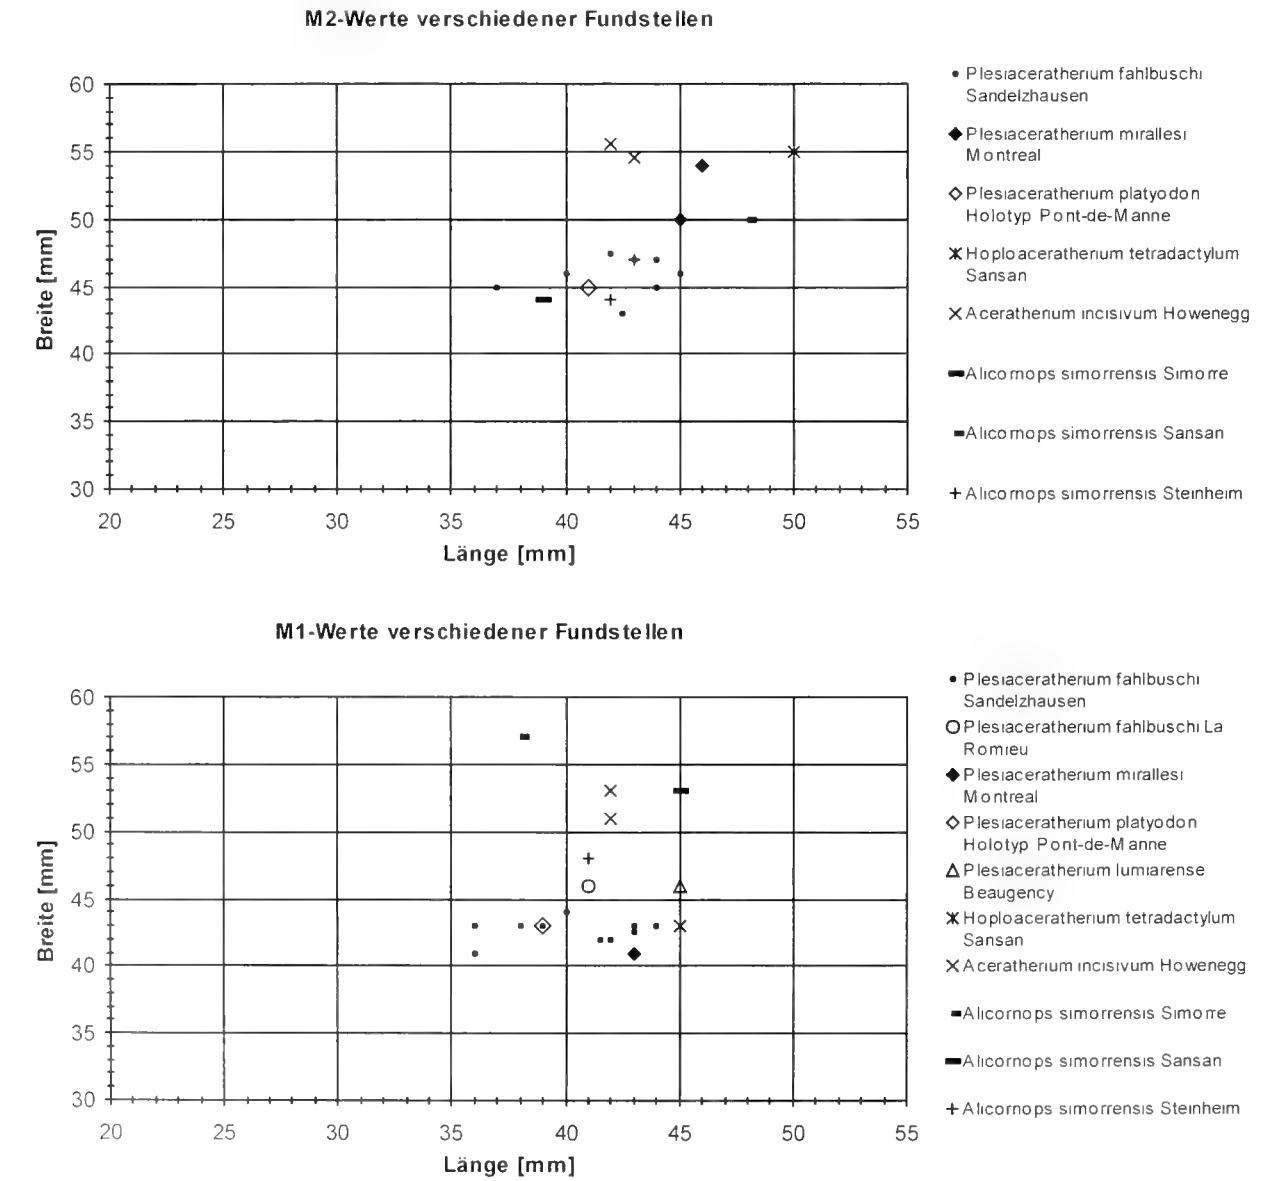 M2-Werte verschiedener Fundstellen
60
55
50
45
40
35
30
Breite [mm]
20 25 30 35 40 45 50 55
Länge [mm]
Plesiaceratherium fahlbuschi
Sandelzhausen
Plesiaceratherium mirallesi
Montreal
Plesiaceratherium platyodon
Holotyp Pont-de-Manne
Hoploaceratherium tetradactylum
Sansan
Aceratherium incisivum Howenegg
Alicornops simorrensis Simorre
Alicornops simorrensis Sansan
Alicornops simorrensis Steinheim
M1-Werte verschiedener Fundstellen
60
55
50
45
40
35
30
Breite [mm]
20 25 30 35 40 45 50 55
Länge [mm]
Plesiaceratherium fahlbuschi
Sandelzhausen
Plesiaceratherium fahlbuschi La
Romieu
Plesiaceratherium mirallesi
Montreal
Plesiaceratherium platyodon
Holotyp Pont-de-Manne
Plesiaceratherium lumiarense
Beaugency
Hoploaceratherium tetradactylum
Sansan
Aceratherium incisivum Howenegg
Alicornops simorrensis Simorre
Alicornops simorrensis Sansan
Alicornops simorrensis Steinheim